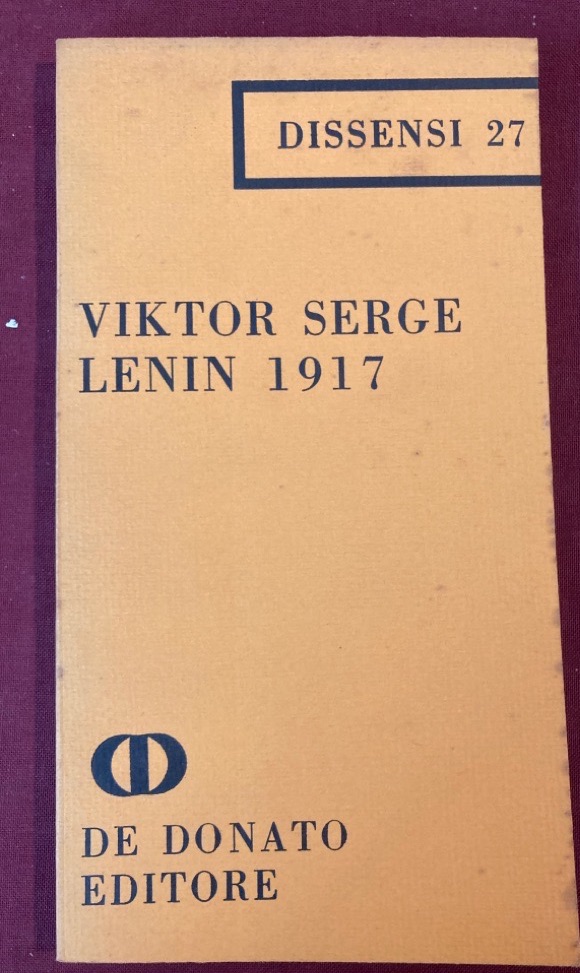 DISSENSI 27
VIKTOR SERGE
LENIN 1917
DE DONATO
EDITORE